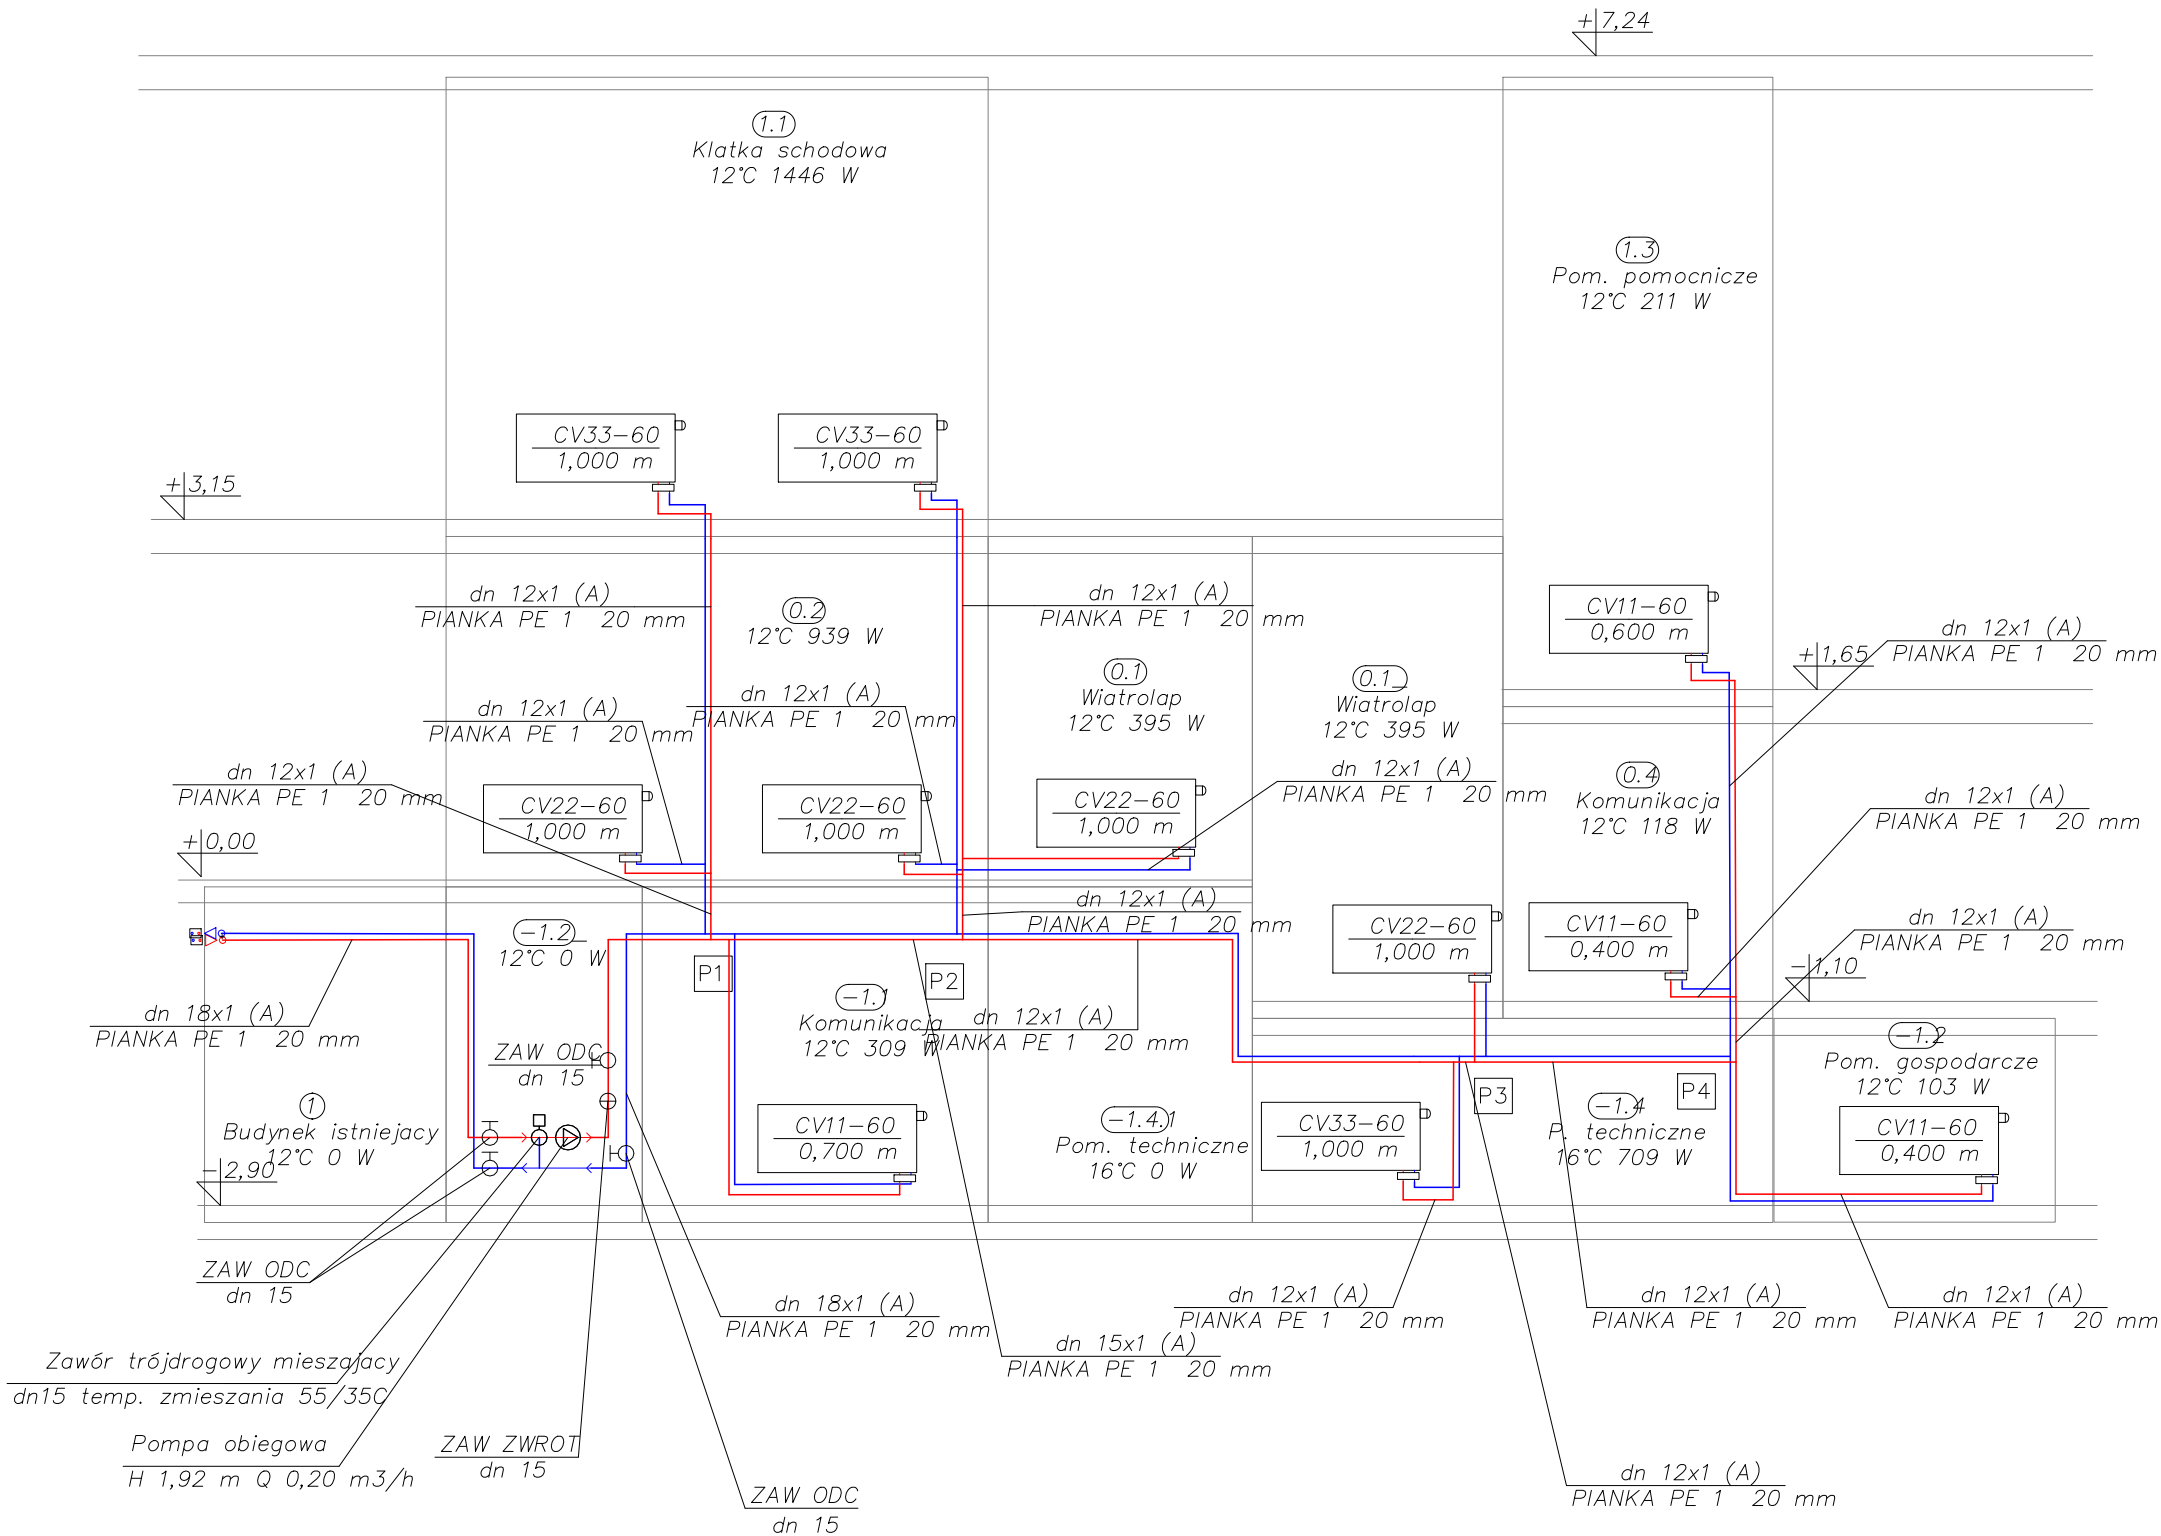 +7,24
1.1
Klatka schodowa
12°C 1446 W
1.3
Pom. pomocnicze
12°C 211 W
CV33-60
1,000 m
CV33-60
1,000 m
+3,15
dn 12x1 (A)
PIANKA PE 1 20 mm
0.2
12°C 939 W
dn 12x1 (A)
PIANKA PE 1 20 mm
CV11-60
0,600 m
dn 12x1 (A)
PIANKA PE 1 20 mm
+1,65
0.1
Wiatrolap
12°C 395 W
0.1_
Wiatrolap
12°C 395 W
dn 12x1 (A)
PIANKA PE 1 20 mm
dn 12x1 (A)
PIANKA PE 1 20 mm
dn 12x1 (A)
PIANKA PE 1 20 mm
dn 12x1 (A)
PIANKA PE 1 20 mm
0.4
Komunikacja
12°C 118 W
dn 12x1 (A)
PIANKA PE 1 20 mm
CV22-60
1,000 m
CV22-60
1,000 m
CV22-60
1,000 m
+0,00
dn 12x1 (A)
PIANKA PE 1 20 mm
CV22-60
1,000 m
CV11-60
0,400 m
dn 12x1 (A)
PIANKA PE 1 20 mm
-1.2_
12°C 0 W
P1
P2
-1,10
-1.1
Komunikacja
12°C 309 W
dn 12x1 (A)
PIANKA PE 1 20 mm
dn 18x1 (A)
PIANKA PE 1 20 mm
ZAW ODC
dn 15
-1.2
Pom. gospodarcze
12°C 103 W
P3
P4
1
Budynek istniejacy
12°C 0 W
-2,90
CV11-60
0,700 m
-1.4.1
Pom. techniczne
16°C 0 W
CV33-60
1,000 m
-1.4
P. techniczne
16°C 709 W
CV11-60
0,400 m
ZAW ODC
dn 15
dn 18x1 (A)
PIANKA PE 1 20 mm
dn 12x1 (A)
PIANKA PE 1 20 mm
dn 12x1 (A)
PIANKA PE 1 20 mm
dn 12x1 (A)
PIANKA PE 1 20 mm
dn 15x1 (A)
PIANKA PE 1 20 mm
Zawór trójdrogowy mieszajacy
dn15 temp. zmieszania 55/35C
Pompa obiegowa
H 1,92 m Q 0,20 m3/h
ZAW ZWROT
dn 15
ZAW ODC
dn 15
dn 12x1 (A)
PIANKA PE 1 20 mm